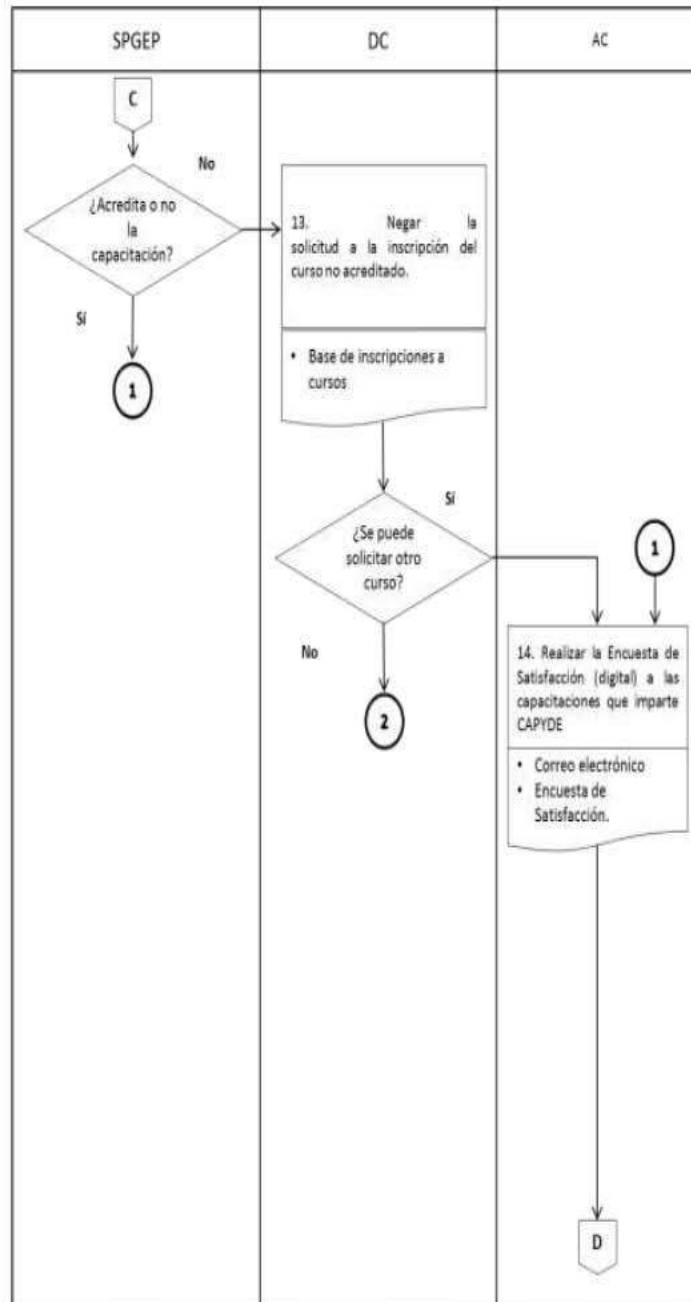 SPGEP
DC
AC
C
No
¿Acredita o no
la
capacitación?
Sí
1
13. Negar la
solicitud a la inscripción del
curso no acreditado.
• Base de inscripciones a
cursos
Sí
¿Se puede
solicitar otro
curso?
No
2
1
14. Realizar la Encuesta de
Satisfacción (digital) a las
capacitaciones que imparte
CAPYDE
• Correo electrónico
• Encuesta de
Satisfacción.
D